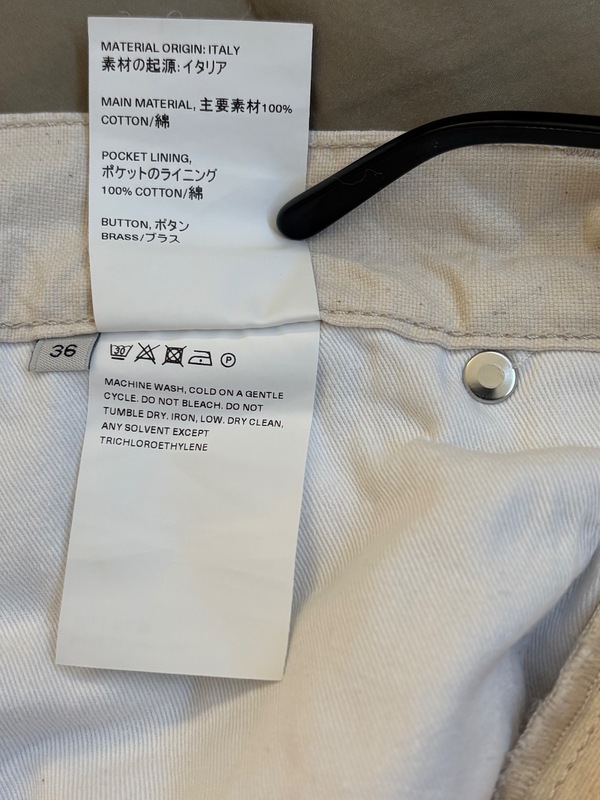 MATERIAL ORIGIN: ITALY
素材の起源: イタリア
MAIN MATERIAL, 主要素材100%
COTTON/綿
POCKET LINING,
ポケットのライニング
100% COTTON/綿
BUTTON, ボタン
BRASS/ブラス
36
30
P
MACHINE WASH, COLD ON A GENTLE
CYCLE. DO NOT BLEACH. DO NOT
TUMBLE DRY. IRON, LOW. DRY CLEAN,
ANY SOLVENT EXCEPT
TRICHLOROETHYLENE